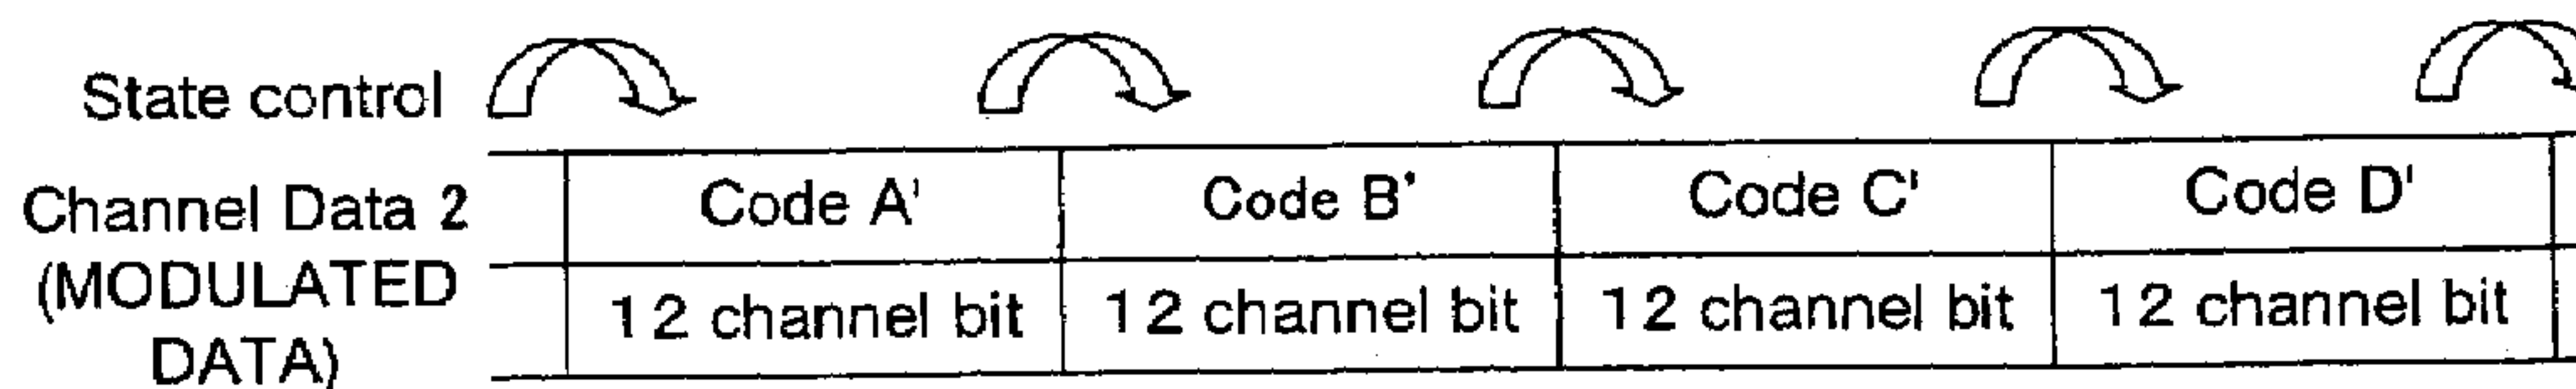 State control
Channel Data 2
(MODULATED
DATA)
Code A' Code B' Code C' Code D'
12 channel bit 12 channel bit 12 channel bit 12 channel bit